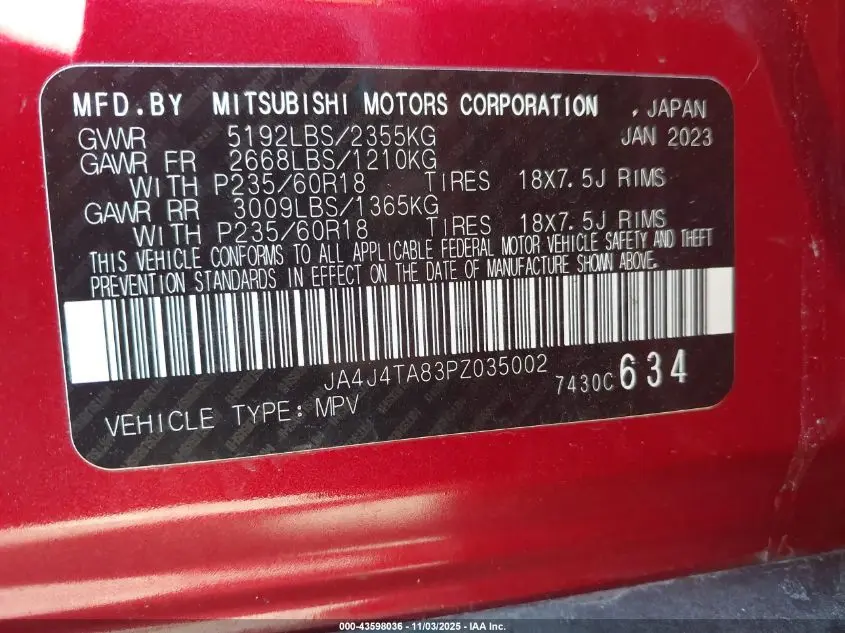 MFD.BY MITSUBISHI MOTORS CORPORATION , JAPAN
GVWR 5192LBS/2355KG JAN 2023
GAWR FR 2668LBS/1210KG
WITH P235/60R18 TIRES 18X7.5J RIMS
GAWR RR 3009LBS/1365KG
WITH P235/60R18 TIRES 18X7.5J RIMS
THIS VEHICLE CONFORMS TO ALL APPLICABLE FEDERAL MOTOR VEHICLE SAFETY AND THEFT
PREVENTION STANDARDS IN EFFECT ON THE DATE OF MANUFACTURE SHOWN ABOVE.
JA4J4TA83PZ035002 7430C 634
VEHICLE TYPE: MPV
000-43598036 - 11/03/2025 - IAA Inc.